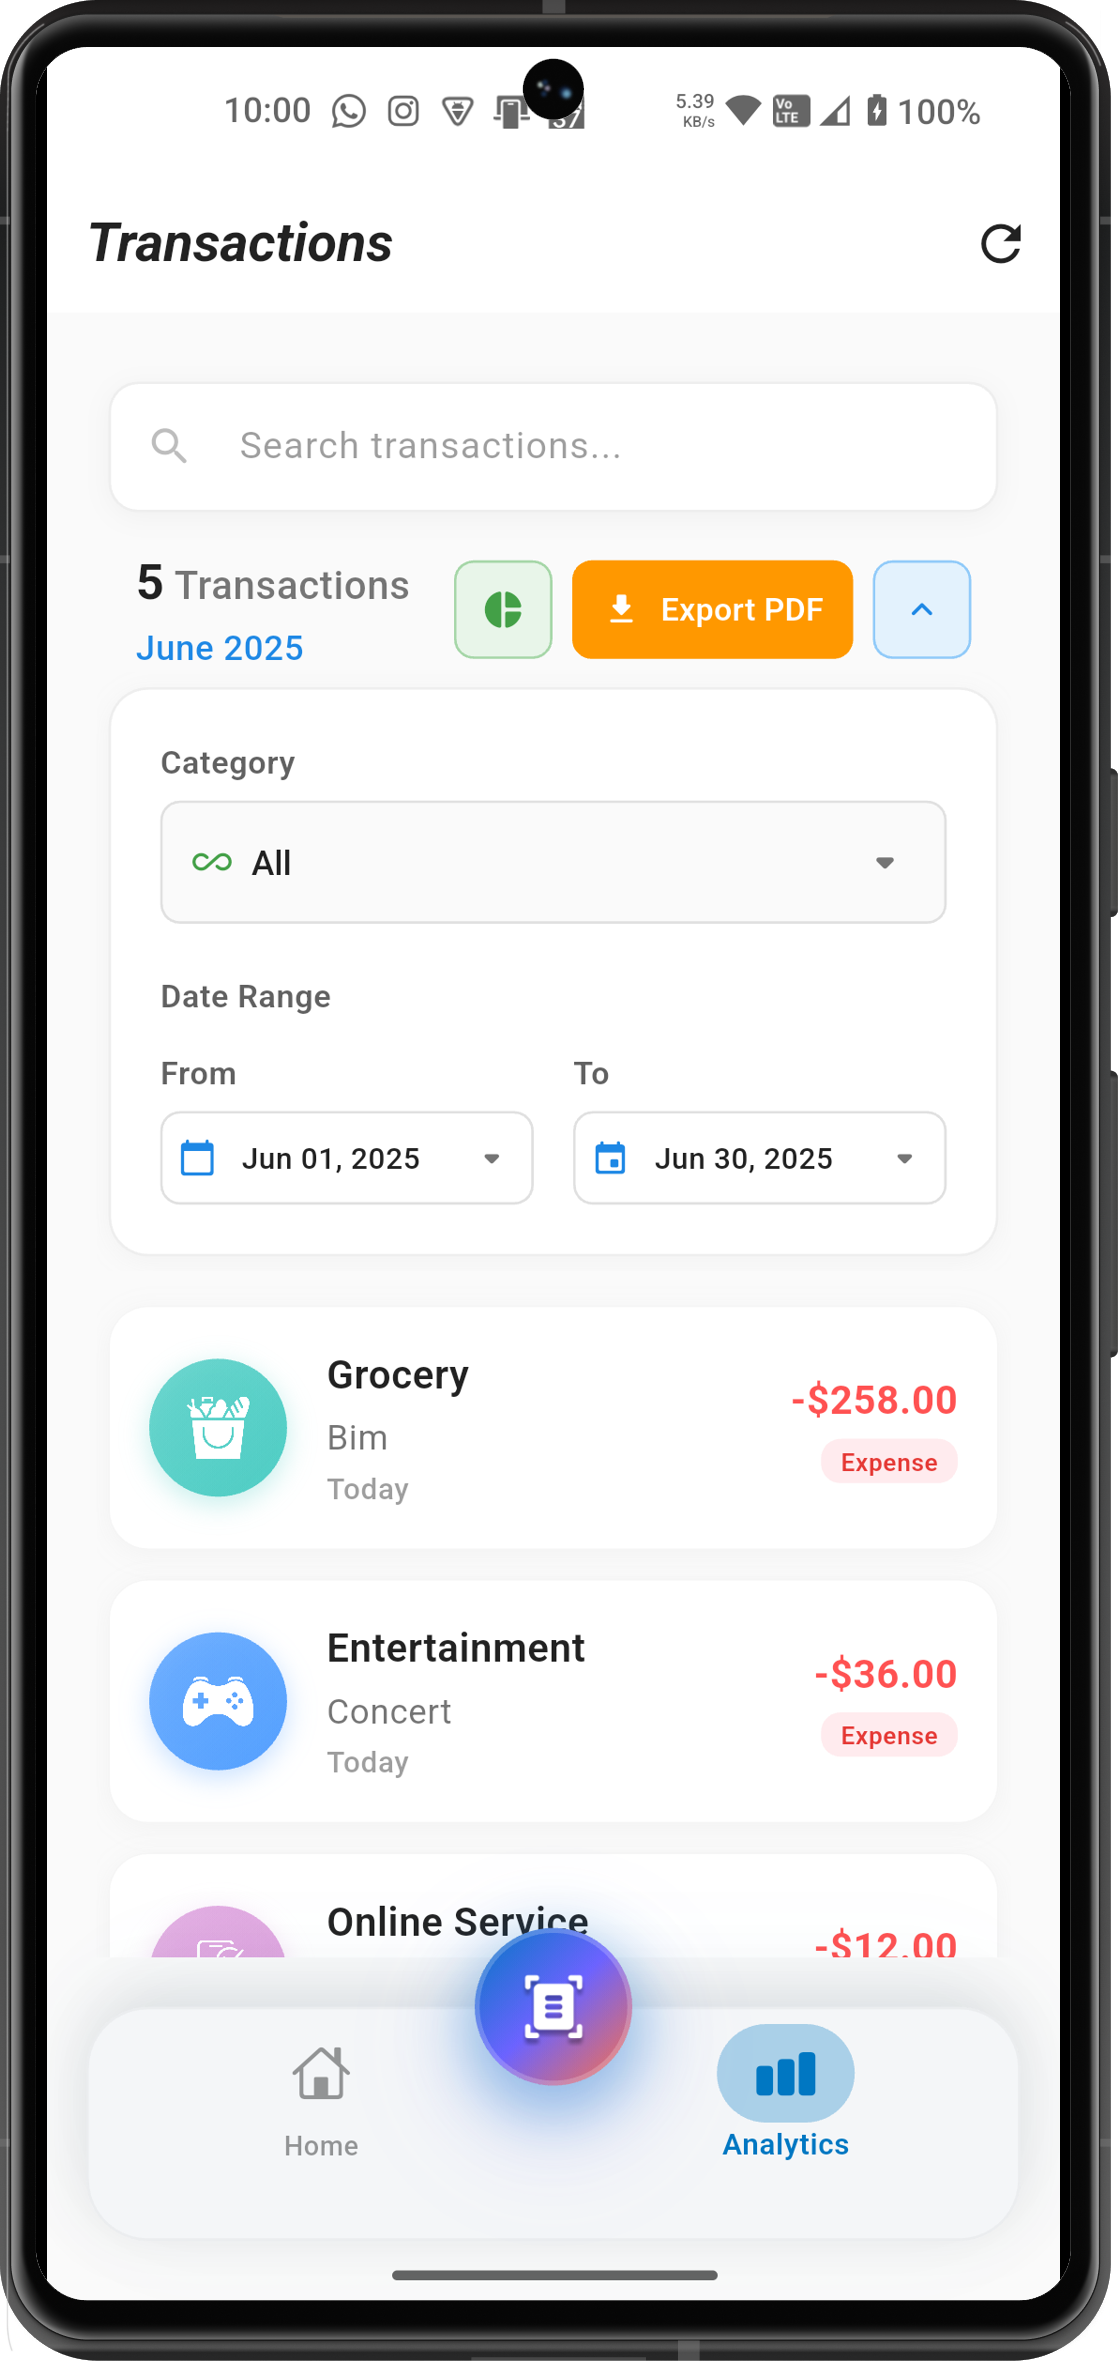 10:00
5.39
KB/s
Vo
LTE
100%
Transactions
Search transactions...
5 Transactions
June 2025
Export PDF
Category
All
Date Range
From
To
Jun 01, 2025
Jun 30, 2025
Grocery
Bim
Today
-$258.00
Expense
Entertainment
Concert
Today
-$36.00
Expense
Online Service
-$12.00
Home
Analytics